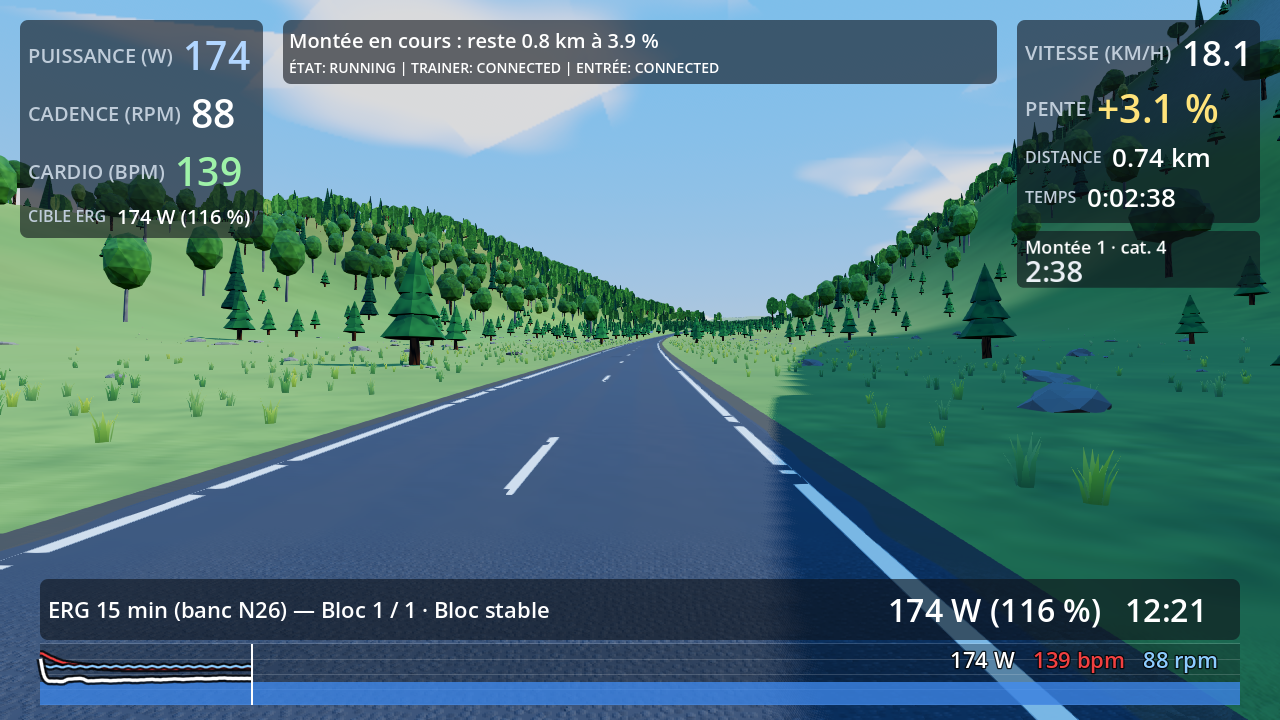 PUISSANCE (W) 174
CADENCE (RPM) 88
CARDIO (BPM) 139
CIBLE ERG 174 W (116 %)
Montée en cours : reste 0.8 km à 3.9 %
ÉTAT: RUNNING | TRAINER: CONNECTED | ENTRÉE: CONNECTED
VITESSE (KM/H) 18.1
PENTE +3.1 %
DISTANCE 0.74 km
TEMPS 0:02:38
Montée 1 · cat. 4
2:38
ERG 15 min (banc N26) — Bloc 1 / 1 · Bloc stable 174 W (116 %) 12:21
174 W 139 bpm 88 rpm